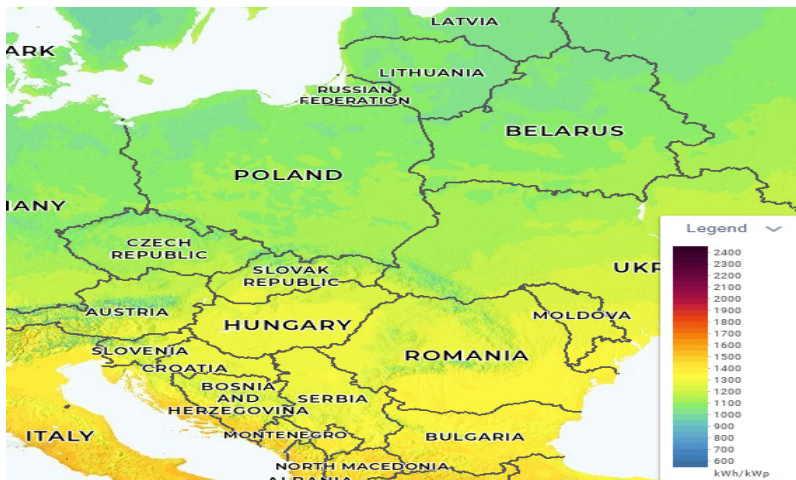 LATVIA
ARK
LITHUANIA
RUSSIAN
FEDERATION
BELARUS
POLAND
MANY
CZECH
REPUBLIC
SLOVAK
REPUBLIC
UKR
AUSTRIA
HUNGARY
MOLDOVA
SLOVENIA
CROATIA
ROMANIA
BOSNIA
AND
HERZEGOVINA
SERBIA
ITALY
MONTENEGRO
BULGARIA
NORTH MACEDONIA
ALBANIA
Legend
2400
2300
2200
2100
2000
1900
1800
1700
1600
1500
1400
1300
1200
1100
1000
900
800
700
600
kWh/kWp